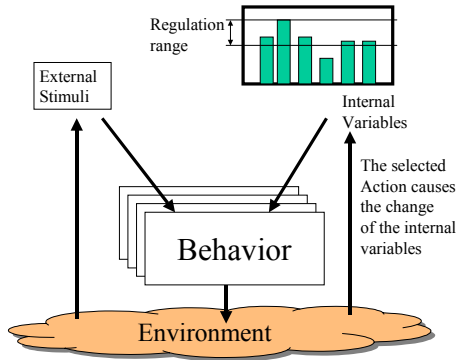 Regulation
range
External
Stimuli
Internal
Variables
The selected
Action causes
the change
of the internal
variables
Behavior
Environment